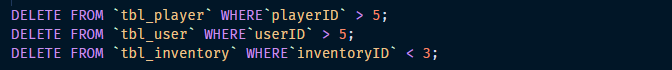 DELETE FROM `tbl_player` WHERE`playerID` > 5;
DELETE FROM `tbl_user` WHERE`userID` > 5;
DELETE FROM `tbl_inventory` WHERE`inventoryID` < 3;